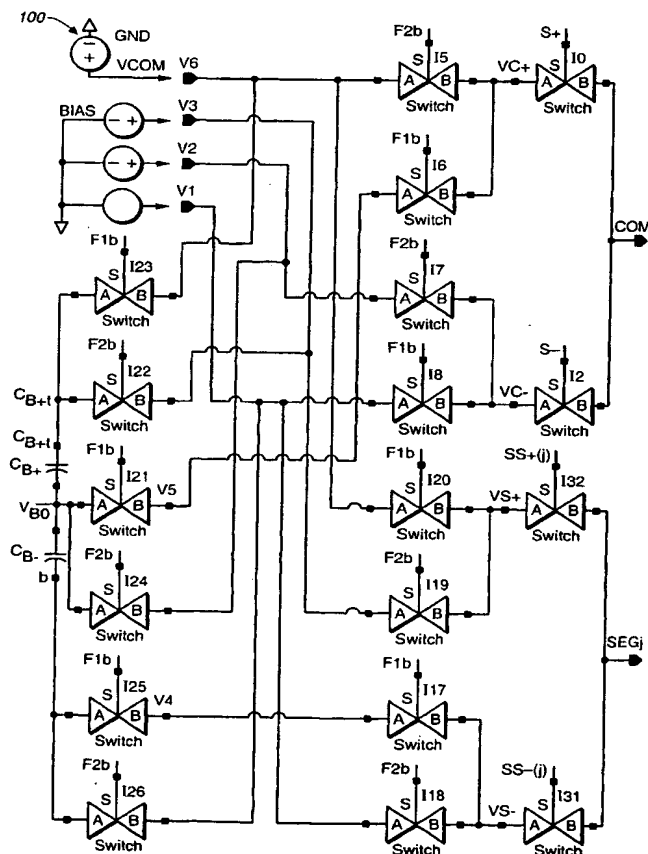 100
GND
VCOM V6
BIAS V3
V2
V1
F2b
S I5
A B
Switch
VC+
S+
S I0
A B
Switch
F1b
S I6
A B
Switch
COM
F1b
S I23
A B
Switch
F2b
S I7
A B
Switch
F2b
S I22
A B
Switch
CB+t
F1b
S I8
A B
Switch
VC-
S-
S I2
A B
Switch
CB+t
CB+
F1b
S I21
A B
Switch
V5
VB0
F1b
S I20
A B
Switch
VS+
SS+(j)
S I32
A B
Switch
CB-
b
F2b
S I24
A B
Switch
F2b
S I19
A B
Switch
SEGj
F1b
S I25
A B
Switch
V4
F1b
S I17
A B
Switch
F2b
S I26
A B
Switch
F2b
S I18
A B
Switch
VS-
SS-(j)
S I31
A B
Switch